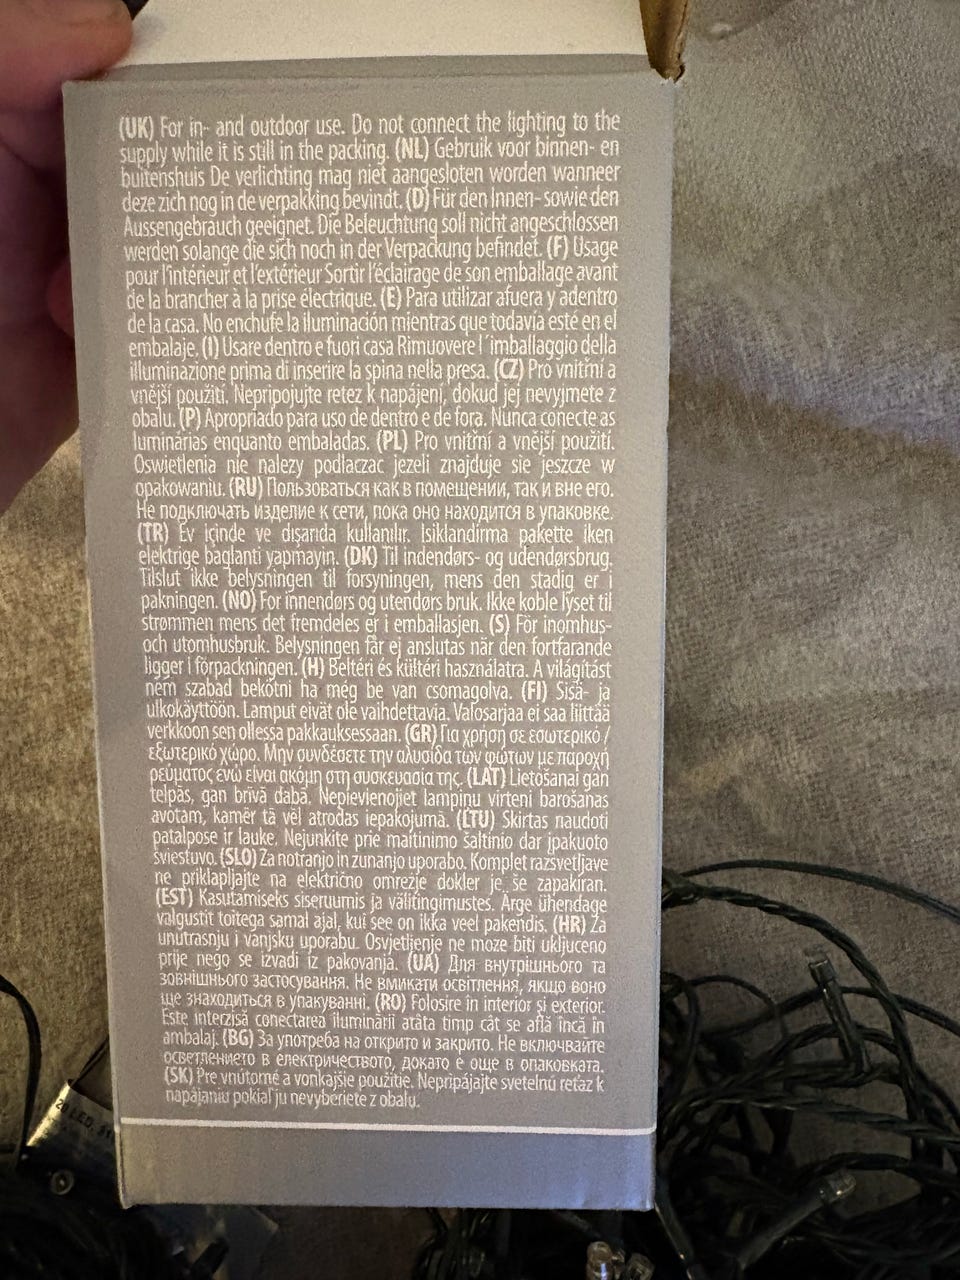 (UK) For in- and outdoor use. Do not connect the lighting to the
supply while it is still in the packing. (NL) Gebruik voor binnen- en
buitenshuis De verlichting mag niet aangesloten worden wanneer
deze zich nog in de verpakking bevindt. (D) Für den Innen- sowie den
Aussengebrauch geeignet. Die Beleuchtung soll nicht angeschlossen
werden solange die sich noch in der Verpackung befindet. (F) Usage
pour l'intérieur et l'extérieur Sortir l'éclairage de son emballage avant
de la brancher à la prise électrique. (E) Para utilizar afuera y adentro
de la casa. No enchufe la iluminación mientras que todavía esté en el
embalaje. (I) Usare dentro e fuori casa Rimuovere l´imballaggio della
illuminazione prima di inserire la spina nella presa. (CZ) Pro vnitřní a
vnější použití. Nepripojujte retez k napájení, dokud jej nevyjmete z
obalu. (P) Apropriado para uso de dentro e de fora. Nunca conecte as
luminárias enquanto embaladas. (PL) Pro vnitřní a vnější použití.
Oswietlenia nie nalezy podlaczac jezeli znajduje sie jeszcze w
opakowaniu. (RU) Пользоваться как в помещении, так и вне его.
Не подключать изделие к сети, пока оно находится в упаковке.
(TR) Ev içinde ve dışarıda kullanılır. Isiklandirma pakette iken
elektrige baglanti yapmayin. (DK) Til indendørs- og udendørsbrug.
Tilslut ikke belysningen til forsyningen, mens den stadig er i
pakningen. (NO) For innendørs og utendørs bruk. Ikke koble lyset til
strømmen mens det fremdeles er i emballasjen. (S) För inomhus-
och utomhusbruk. Belysningen får ej anslutas när den fortfarande
ligger i förpackningen. (H) Beltéri és kültéri használatra. A világítást
nem szabad bekötni ha még be van csomagolva. (FI) Sisä- ja
ulkokäyttöön. Lamput eivät ole vaihdettavia. Valosarjaa ei saa liittää
verkkoon sen ollessa pakkauksessaan. (GR) Για χρήση σε εσωτερικό /
εξωτερικό χώρο. Μην συνδέσετε την αλυσίδα των φώτων με παροχή
ρεύματος ενώ είναι ακόμη στη συσκευασία της. (LAT) Lietošanai gan
telpās, gan brīvā dabā. Nepievienojiet lampiņu virteni barošanas
avotam, kamēr tā vēl atrodas iepakojumā. (LTU) Skirtas naudoti
patalpose ir lauke. Nejunkite prie maitinimo šaltinio dar įpakuoto
šviestuvo. (SLO) Za notranjo in zunanjo uporabo. Komplet razsvetljave
ne priklapljajte na električno omrezje dokler je še zapakiran.
(EST) Kasutamiseks siseruumis ja välitingimustes. Ärge ühendage
valgustit toitega samal ajal, kui see on ikka veel pakendis. (HR) Za
unutrasnju i vanjsku uporabu. Osvjetljenje ne moze biti ukljuceno
prije nego se izvadi iz pakovanja. (UA) Для внутрішнього та
зовнішнього застосування. Не вмикати освітлення, якщо воно
ще знаходиться в упакуванні. (RO) Folosire in interior și exterior.
Este interzisă conectarea iluminării atâta timp cât se află încă in
ambalaj. (BG) За употреба на открито и закрито. Не включвайте
осветлението в електричеството, докато е още в опаковката.
(SK) Pre vnútorné a vonkajšie použitie. Nepripájajte svetelnú reťaz k
napájaniu pokiaľ ju nevyberiete z obalu.
20 LED,